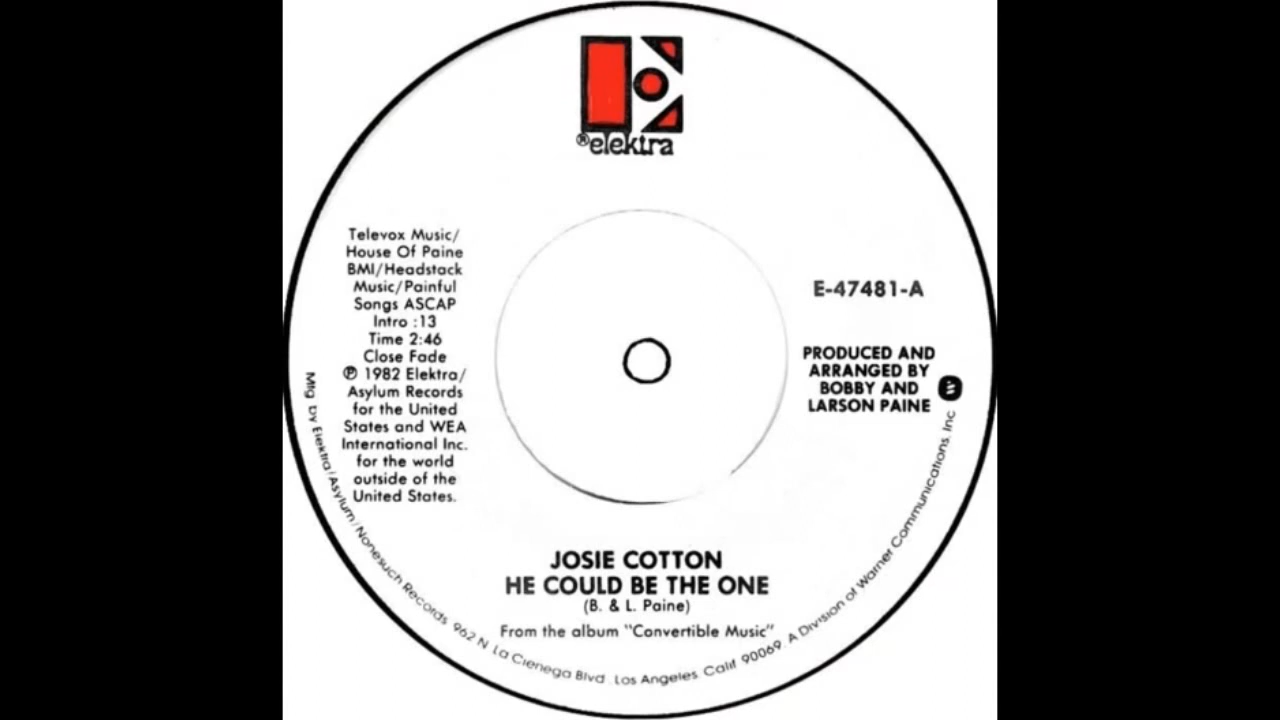 ®elektra
Televox Music/
House Of Paine
BMI/Headstack
Music/Painful
Songs ASCAP
Intro :13
Time 2:46
Close Fade
℗ 1982 Elektra/
Asylum Records
for the United
States and WEA
International Inc.
for the world
outside of the
United States.
E-47481-A
PRODUCED AND
ARRANGED BY
BOBBY AND
LARSON PAINE
JOSIE COTTON
HE COULD BE THE ONE
(B. & L. Paine)
From the album "Convertible Music"
Mfg. by Elektra/Asylum/Nonesuch Records, 962 N. La Cienega Blvd., Los Angeles, Calif. 90069. A Division of Warner Communications, Inc.